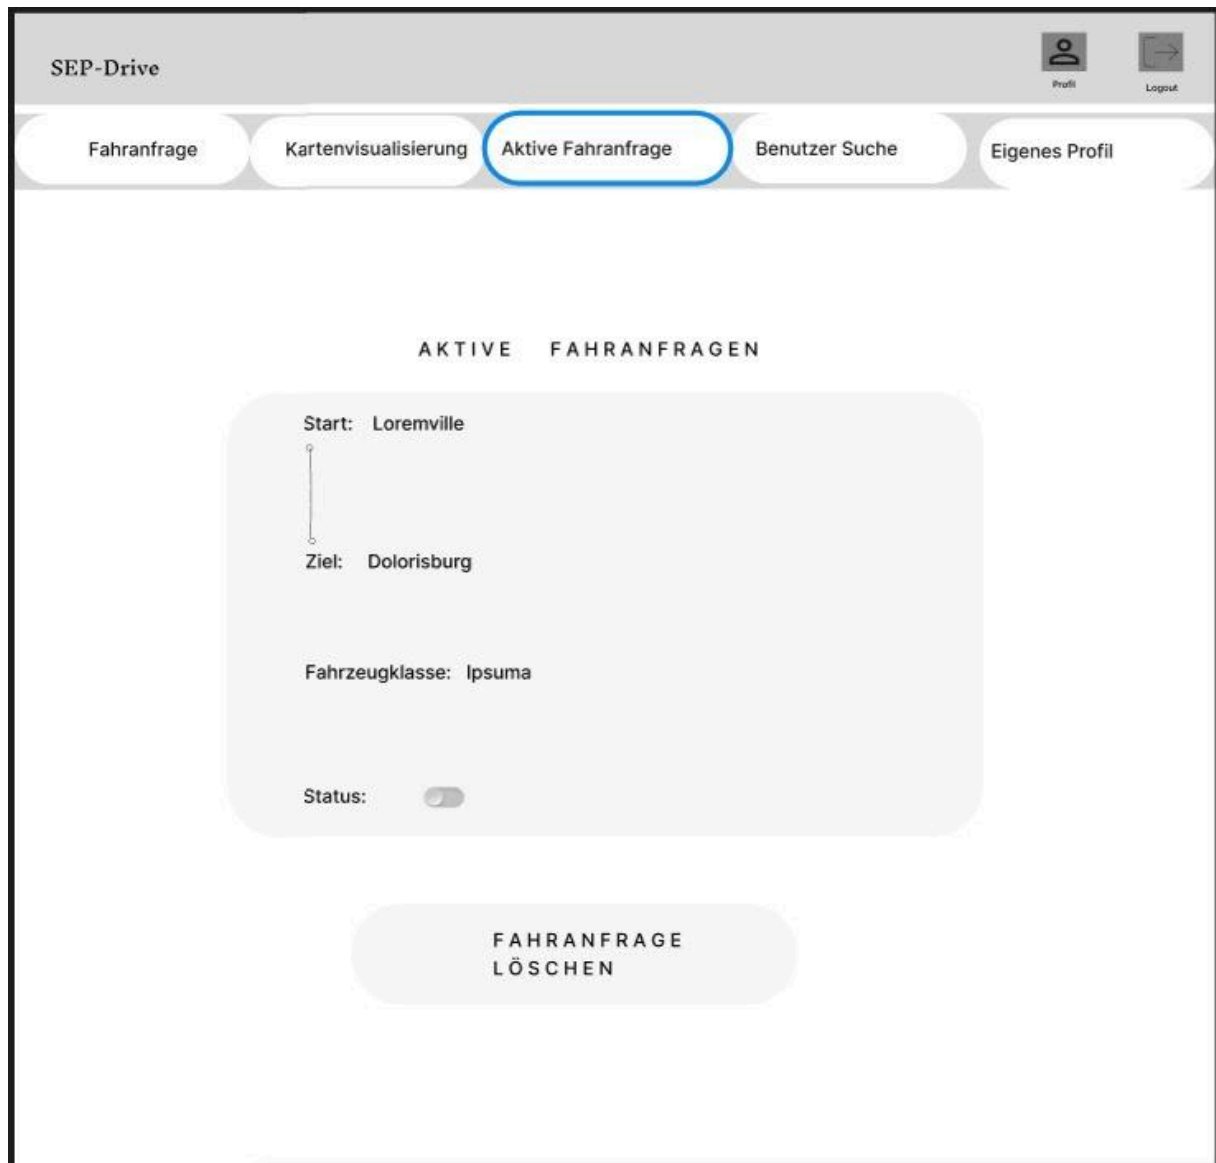 SEP-Drive
Profil
Logout
Fahranfrage
Kartenvisualisierung
Aktive Fahranfrage
Benutzer Suche
Eigenes Profil
AKTIVE FAHRANFRAGEN
Start: Loremville
Ziel: Dolorisburg
Fahrzeugklasse: Ipsuma
Status:
FAHRANFRAGE
LÖSCHEN